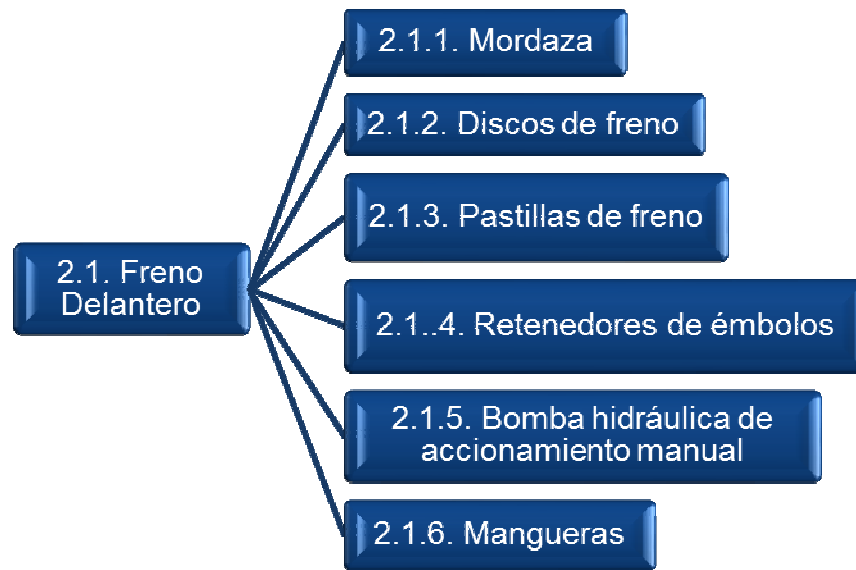 2.1.1. Mordaza
2.1.2. Discos de freno
2.1.3. Pastillas de freno
2.1. Freno
Delantero
2.1..4. Retenedores de émbolos
2.1.5. Bomba hidráulica de
accionamiento manual
2.1.6. Mangueras